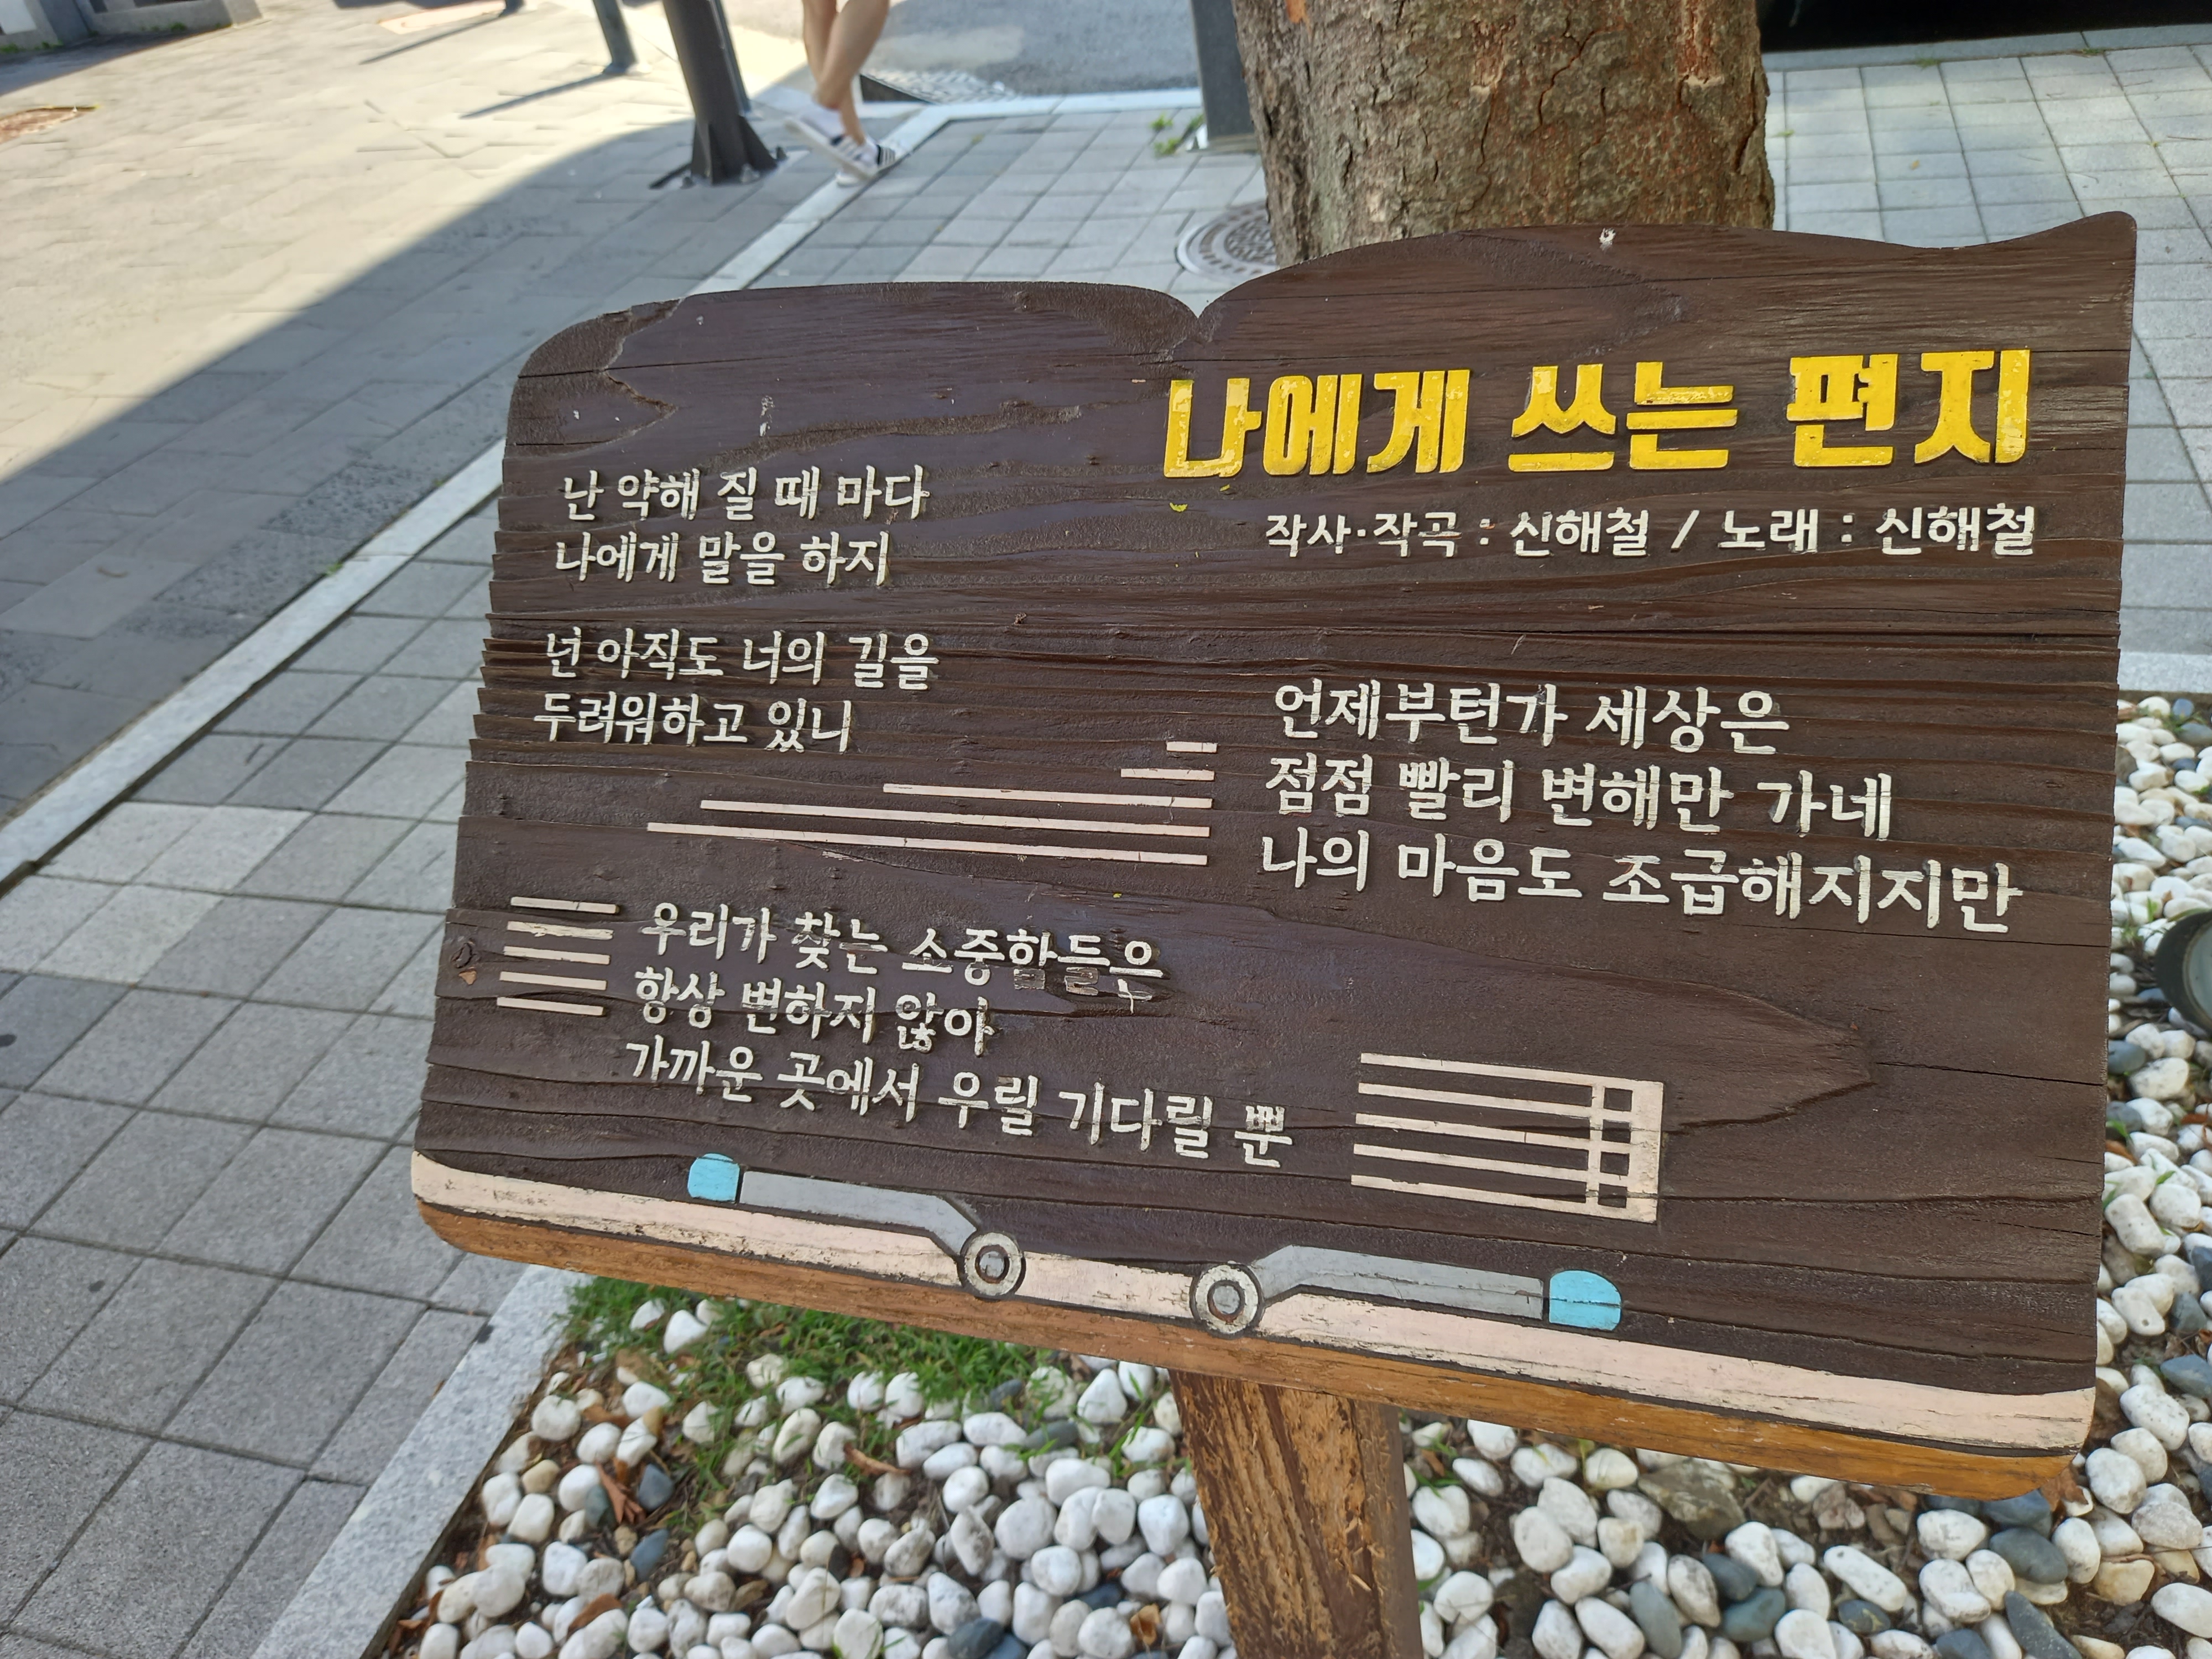 나에게 쓰는 편지
작사·작곡 : 신해철 / 노래 : 신해철
난 약해 질 때 마다
나에게 말을 하지
넌 아직도 너의 길을
두려워하고 있니
언제부턴가 세상은
점점 빨리 변해만 가네
나의 마음도 조급해지지만
우리가 찾는 소중함들은
항상 변하지 않아
가까운 곳에서 우릴 기다릴 뿐